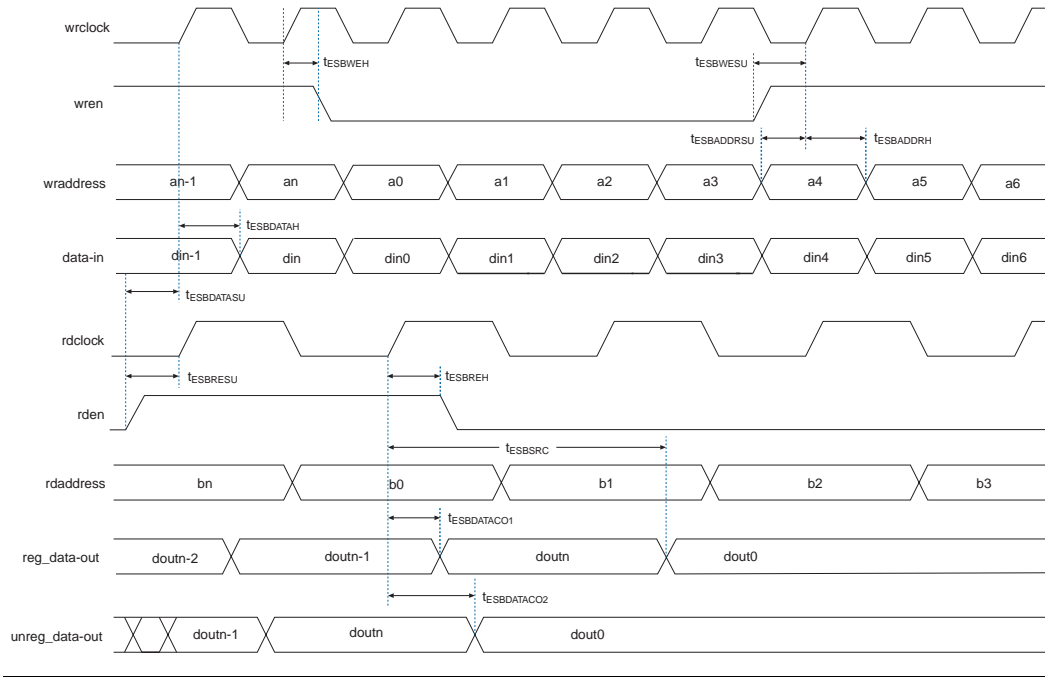 wrclock
tESBWEH
tESBWESU
wren
tESBADDRSU
tESBADDRH
wraddress an-1 an a0 a1 a2 a3 a4 a5 a6
tESBDATAH
data-in din-1 din din0 din1 din2 din3 din4 din5 din6
tESBDATASU
rdclock
tESBRESU
tESBREH
rden
tESBSRC
rdaddress bn b0 b1 b2 b3
tESBDATACO1
reg_data-out doutn-2 doutn-1 doutn dout0
tESBDATACO2
unreg_data-out doutn-1 doutn dout0